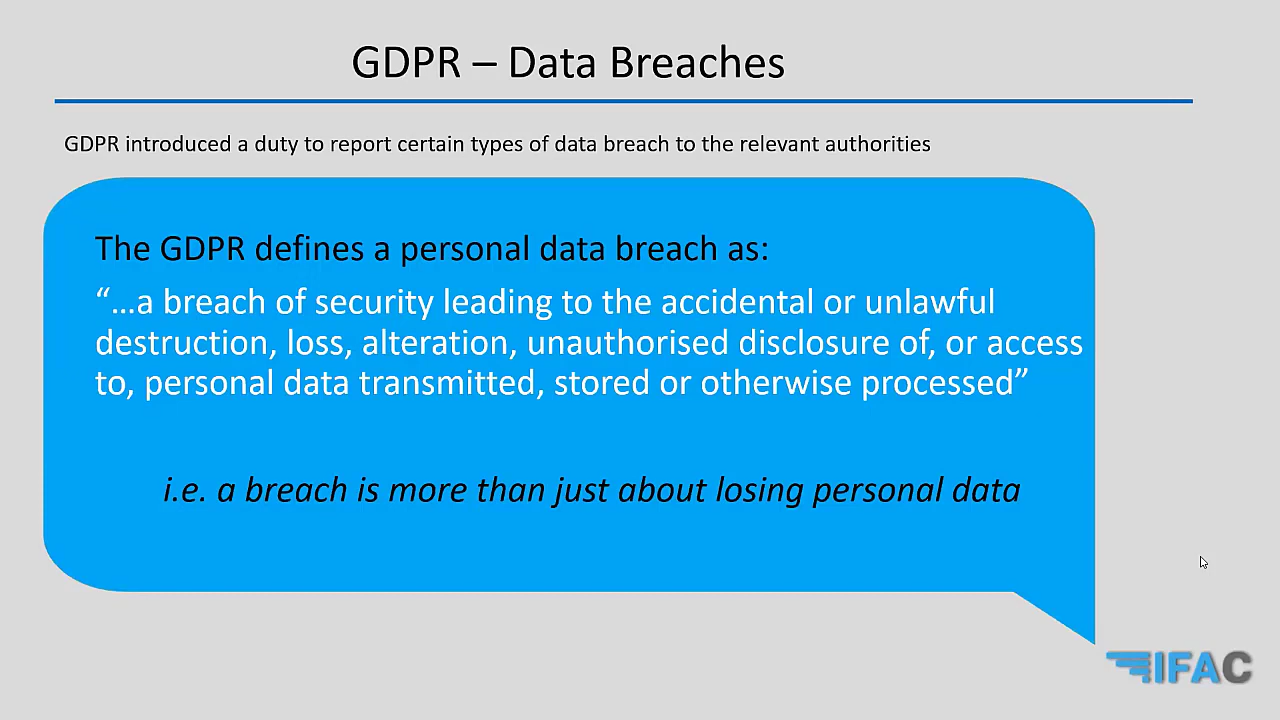 GDPR – Data Breaches
GDPR introduced a duty to report certain types of data breach to the relevant authorities
The GDPR defines a personal data breach as:
“…a breach of security leading to the accidental or unlawful
destruction, loss, alteration, unauthorised disclosure of, or access
to, personal data transmitted, stored or otherwise processed”
i.e. a breach is more than just about losing personal data
IFAC